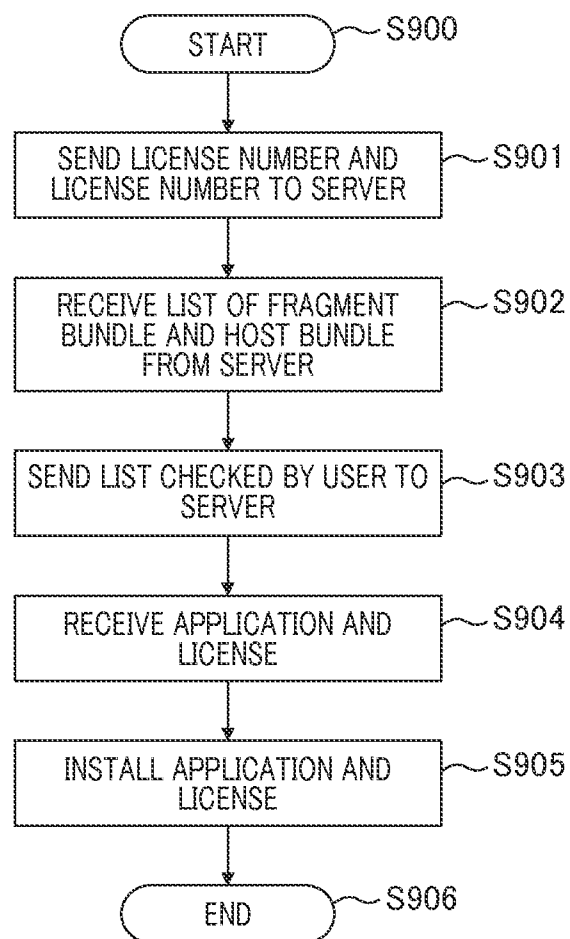 START
S900
SEND LICENSE NUMBER AND
LICENSE NUMBER TO SERVER
S901
RECEIVE LIST OF FRAGMENT
BUNDLE AND HOST BUNDLE
FROM SERVER
S902
SEND LIST CHECKED BY USER TO
SERVER
S903
RECEIVE APPLICATION AND
LICENSE
S904
INSTALL APPLICATION AND
LICENSE
S905
END
S906